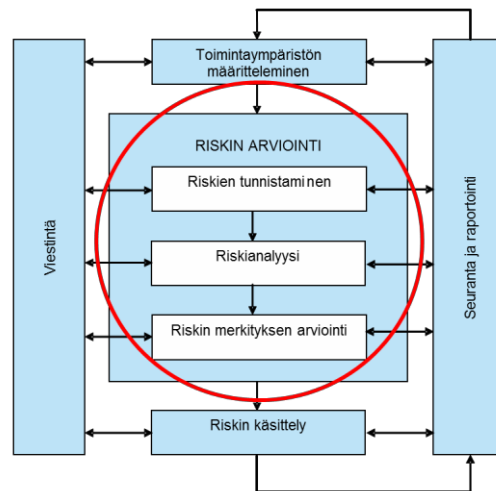 Toimintaympäristön
määritteleminen
RISKIN ARVIOINTI
Riskien tunnistaminen
Riskianalyysi
Riskin merkityksen arviointi
Riskin käsittely
Viestintä
Seuranta ja raportointi